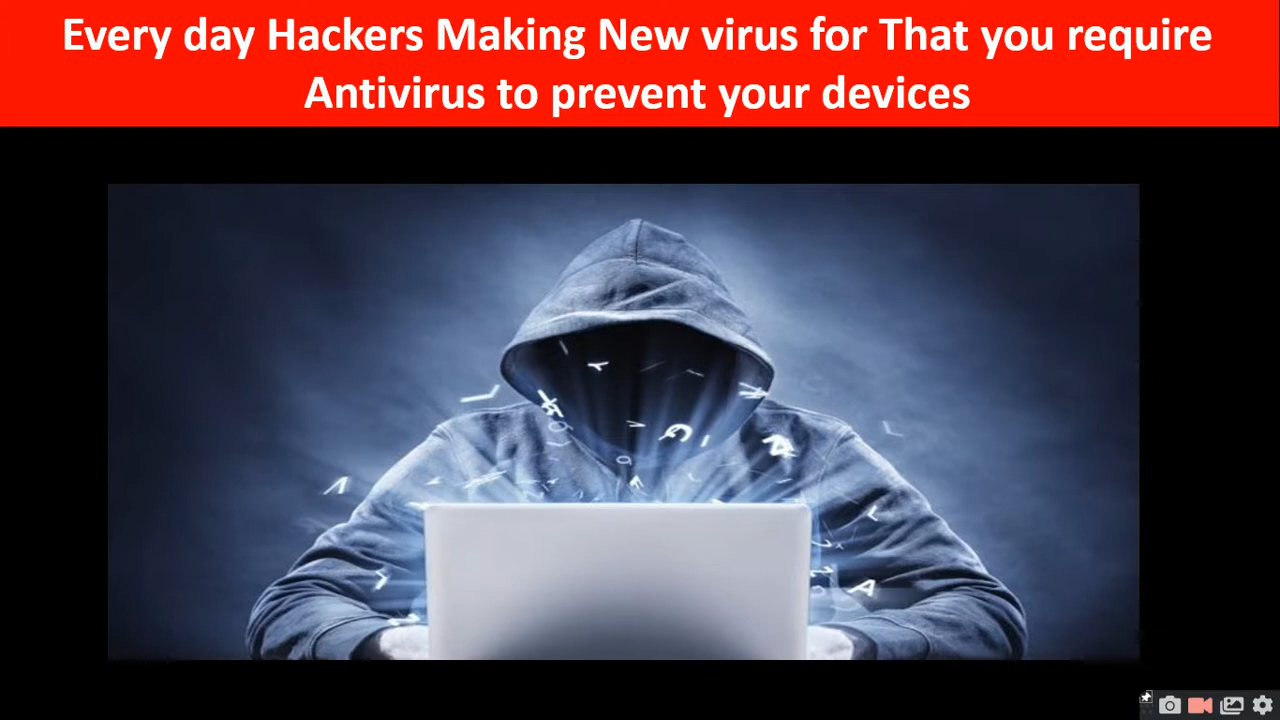 Every day Hackers Making New virus for That you require
Antivirus to prevent your devices